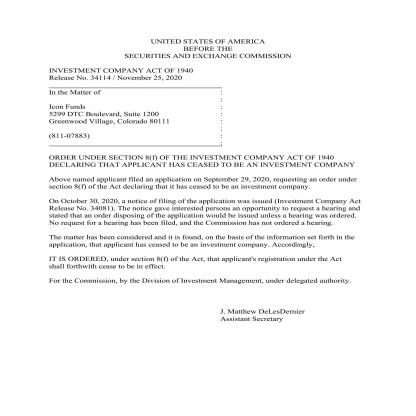 UNITED STATES OF AMERICA
BEFORE THE
SECURITIES AND EXCHANGE COMMISSION
INVESTMENT COMPANY ACT OF 1940
Release No. 34114 / November 25, 2020
In the Matter of :
:
Icon Funds :
5299 DTC Boulevard, Suite 1200 :
Greenwood Village, Colorado 80111 :
:
(811-07883) :
:
ORDER UNDER SECTION 8(f) OF THE INVESTMENT COMPANY ACT OF 1940
DECLARING THAT APPLICANT HAS CEASED TO BE AN INVESTMENT COMPANY
Above named applicant filed an application on September 29, 2020, requesting an order under
section 8(f) of the Act declaring that it has ceased to be an investment company.
On October 30, 2020, a notice of filing of the application was issued (Investment Company Act
Release No. 34081). The notice gave interested persons an opportunity to request a hearing and
stated that an order disposing of the application would be issued unless a hearing was ordered.
No request for a hearing has been filed, and the Commission has not ordered a hearing.
The matter has been considered and it is found, on the basis of the information set forth in the
application, that applicant has ceased to be an investment company. Accordingly,
IT IS ORDERED, under section 8(f) of the Act, that applicant's registration under the Act
shall forthwith cease to be in effect.
For the Commission, by the Division of Investment Management, under delegated authority.
J. Matthew DeLesDernier
Assistant Secretary